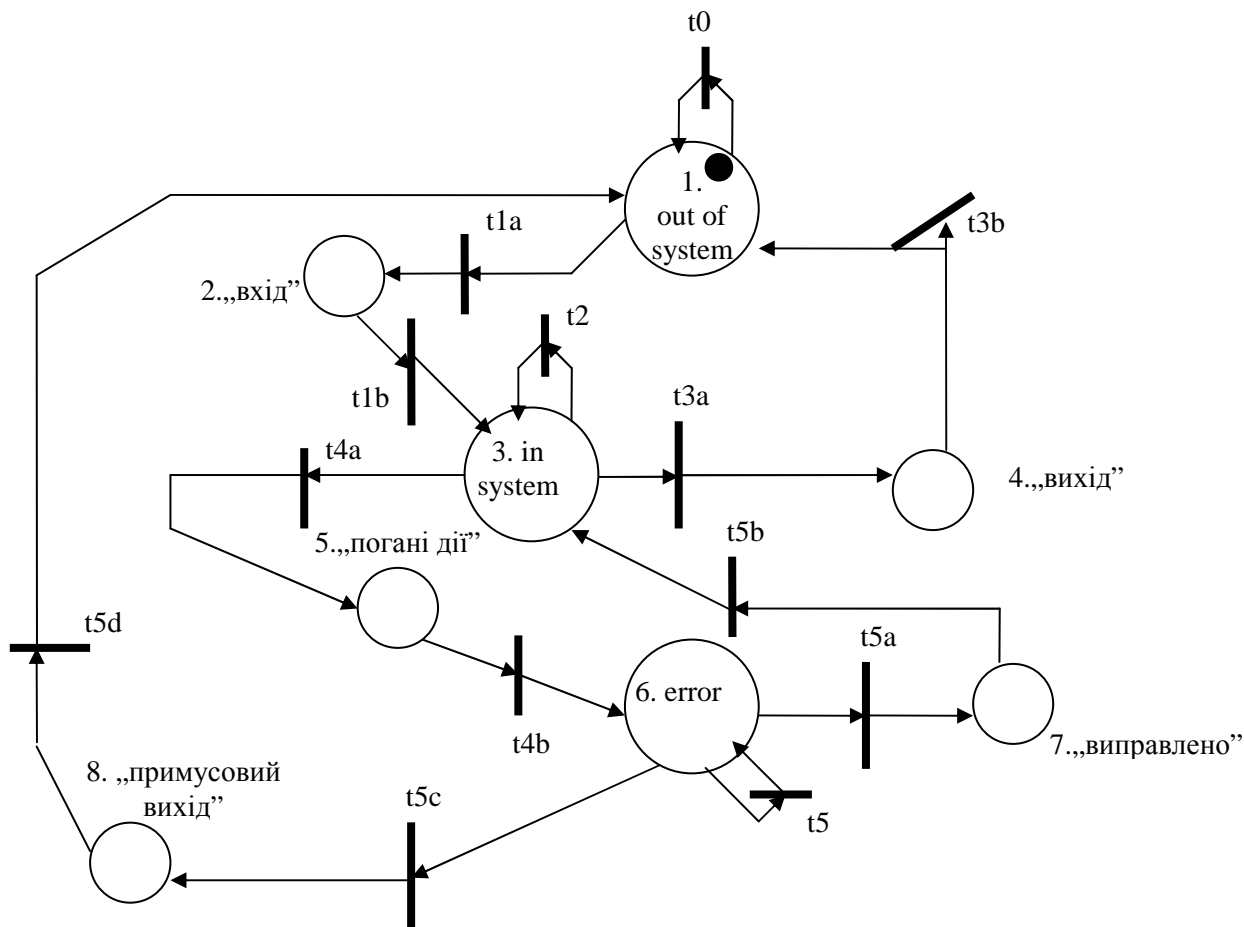 t0
1.
out of
system
t3b
t1a
2.„вхід”
t2
t1b
t3a
t4a
3. in
system
4.„вихід”
5.„погані дії”
t5b
t5d
t5a
6. error
t4b
7.„виправлено”
8. „примусовий
вихід”
t5c
t5